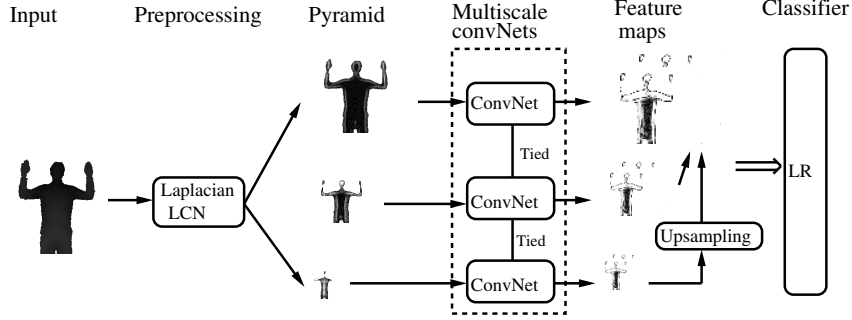 Input
Preprocessing
Pyramid
Multiscale
convNets
Feature
maps
Classifier
ConvNet
Tied
Laplacian
LCN
ConvNet
LR
Tied
Upsampling
ConvNet